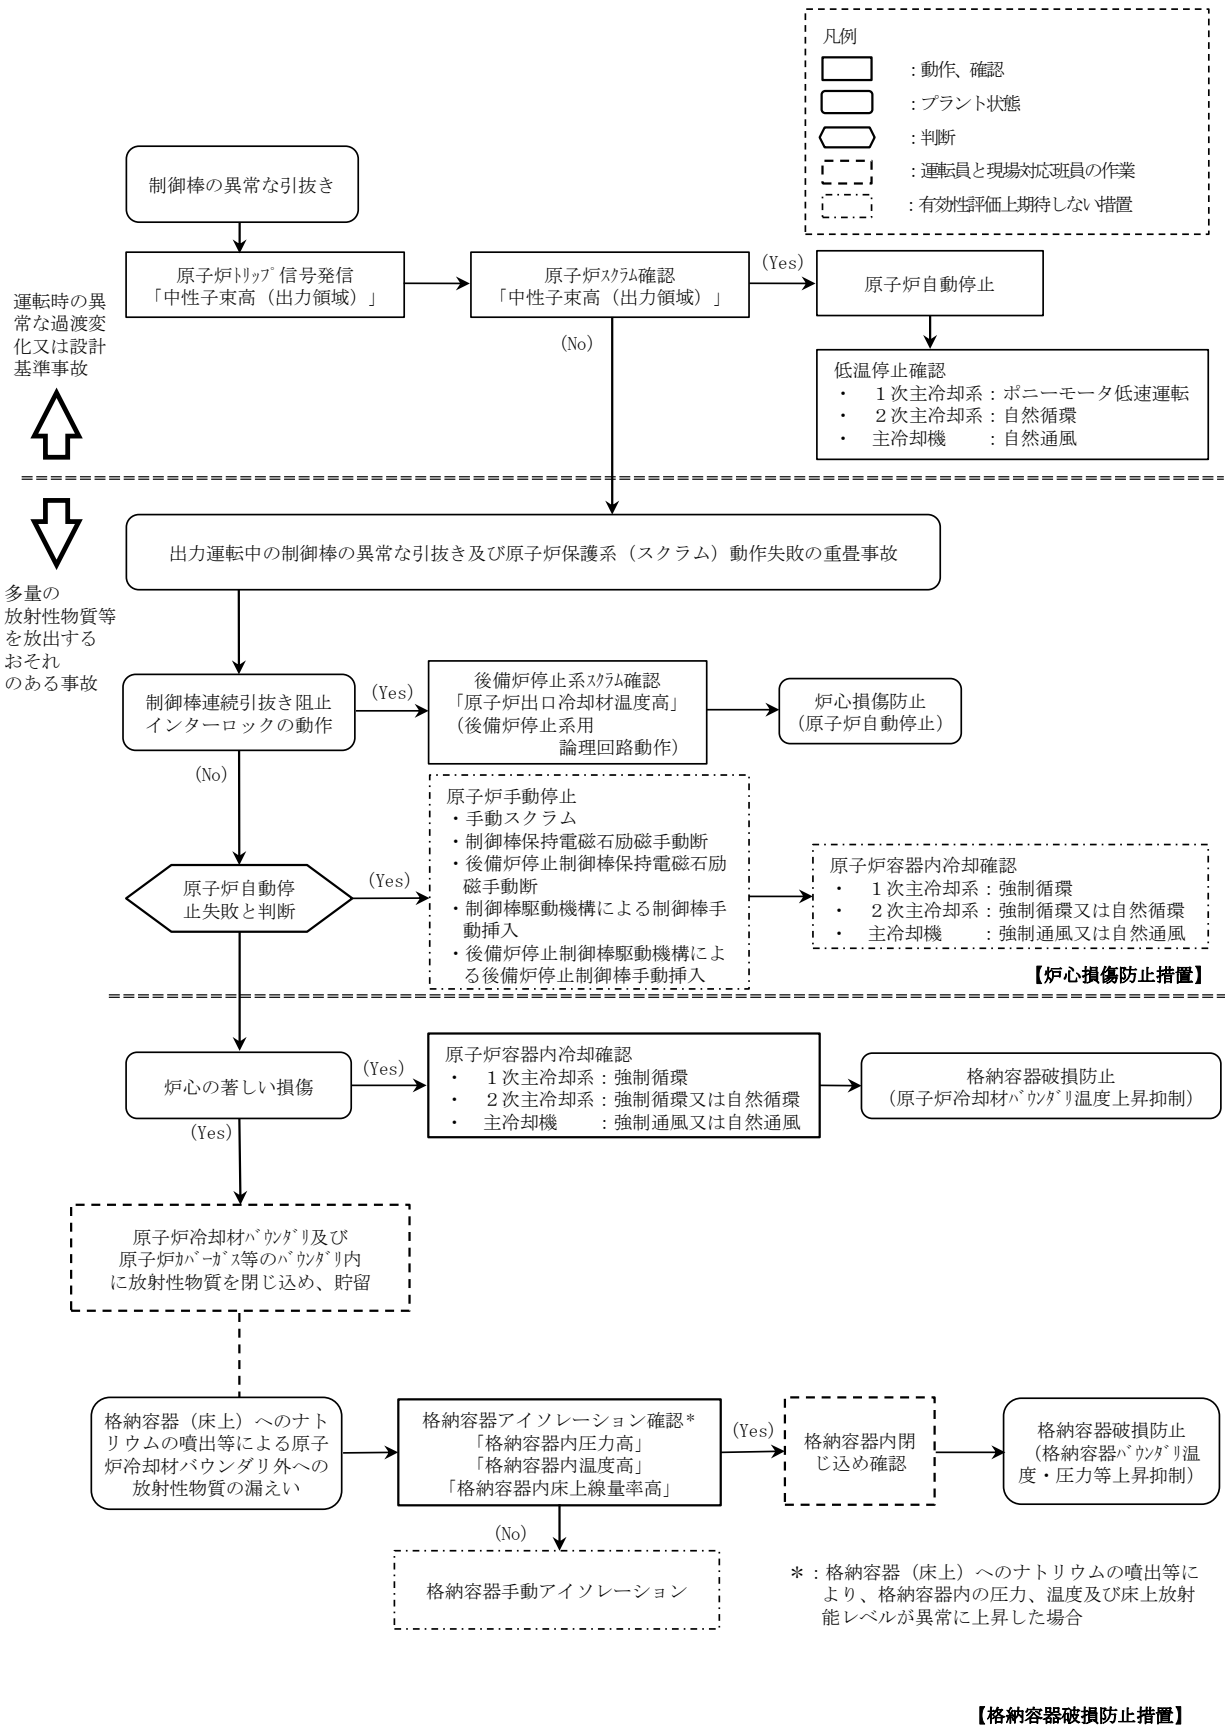 凡例
：動作、確認
：プラント状態
：判断
：運転員と現場対応班員の作業
：有効性評価上期待しない措置
制御棒の異常な引抜き
原子炉ﾄﾘｯﾌﾟ信号発信
「中性子束高（出力領域）」
原子炉ｽｸﾗﾑ確認
「中性子束高（出力領域）」
(Yes)
原子炉自動停止
(No)
低温停止確認
・　１次主冷却系：ポニーモータ低速運転
・　２次主冷却系：自然循環
・　主冷却機　　：自然通風
運転時の異
常な過渡変
化又は設計
基準事故
多量の
放射性物質等
を放出する
おそれ
のある事故
出力運転中の制御棒の異常な引抜き及び原子炉保護系（スクラム）動作失敗の重畳事故
制御棒連続引抜き阻止
インターロックの動作
(Yes)
後備炉停止系ｽｸﾗﾑ確認
「原子炉出口冷却材温度高」
（後備炉停止系用
論理回路動作）
炉心損傷防止
（原子炉自動停止）
(No)
原子炉自動停
止失敗と判断
(Yes)
原子炉手動停止
・手動スクラム
・制御棒保持電磁石励磁手動断
・後備炉停止制御棒保持電磁石励
磁手動断
・制御棒駆動機構による制御棒手
動挿入
・後備炉停止制御棒駆動機構によ
る後備炉停止制御棒手動挿入
原子炉容器内冷却確認
・　１次主冷却系：強制循環
・　２次主冷却系：強制循環又は自然循環
・　主冷却機　　：強制通風又は自然通風
【炉心損傷防止措置】
炉心の著しい損傷
(Yes)
原子炉容器内冷却確認
・　１次主冷却系：強制循環
・　２次主冷却系：強制循環又は自然循環
・　主冷却機　　：強制通風又は自然通風
格納容器破損防止
（原子炉冷却材ﾊﾞｳﾝﾀﾞﾘ温度上昇抑制）
(Yes)
原子炉冷却材ﾊﾞｳﾝﾀﾞﾘ及び
原子炉ｶﾊﾞｰｶﾞｽ等のﾊﾞｳﾝﾀﾞﾘ内
に放射性物質を閉じ込め、貯留
格納容器（床上）へのナト
リウムの噴出等による原子
炉冷却材バウンダリ外への
放射性物質の漏えい
格納容器アイソレーション確認＊
「格納容器内圧力高」
「格納容器内温度高」
「格納容器内床上線量率高」
(Yes)
格納容器内閉
じ込め確認
格納容器破損防止
（格納容器ﾊﾞｳﾝﾀﾞﾘ温
度・圧力等上昇抑制）
(No)
格納容器手動アイソレーション
＊：格納容器（床上）へのナトリウムの噴出等に
より、格納容器内の圧力、温度及び床上放射
能レベルが異常に上昇した場合
【格納容器破損防止措置】